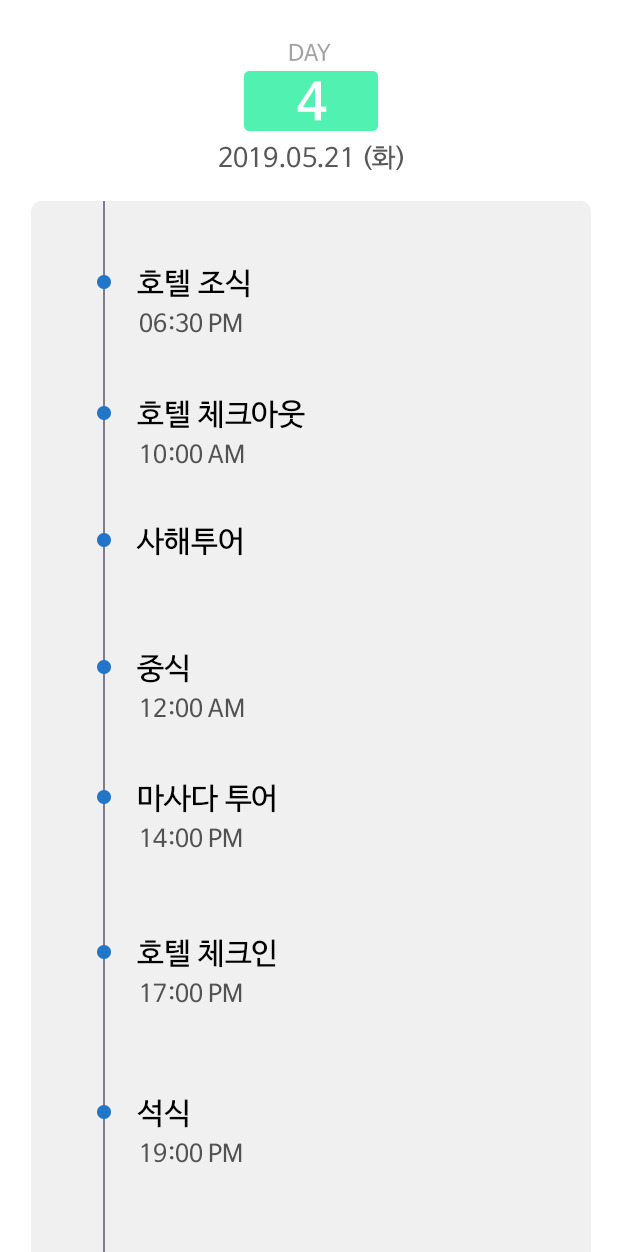 DAY
4
2019.05.21 (화)
호텔 조식
06:30 PM
호텔 체크아웃
10:00 AM
사해투어
중식
12:00 AM
마사다 투어
14:00 PM
호텔 체크인
17:00 PM
석식
19:00 PM